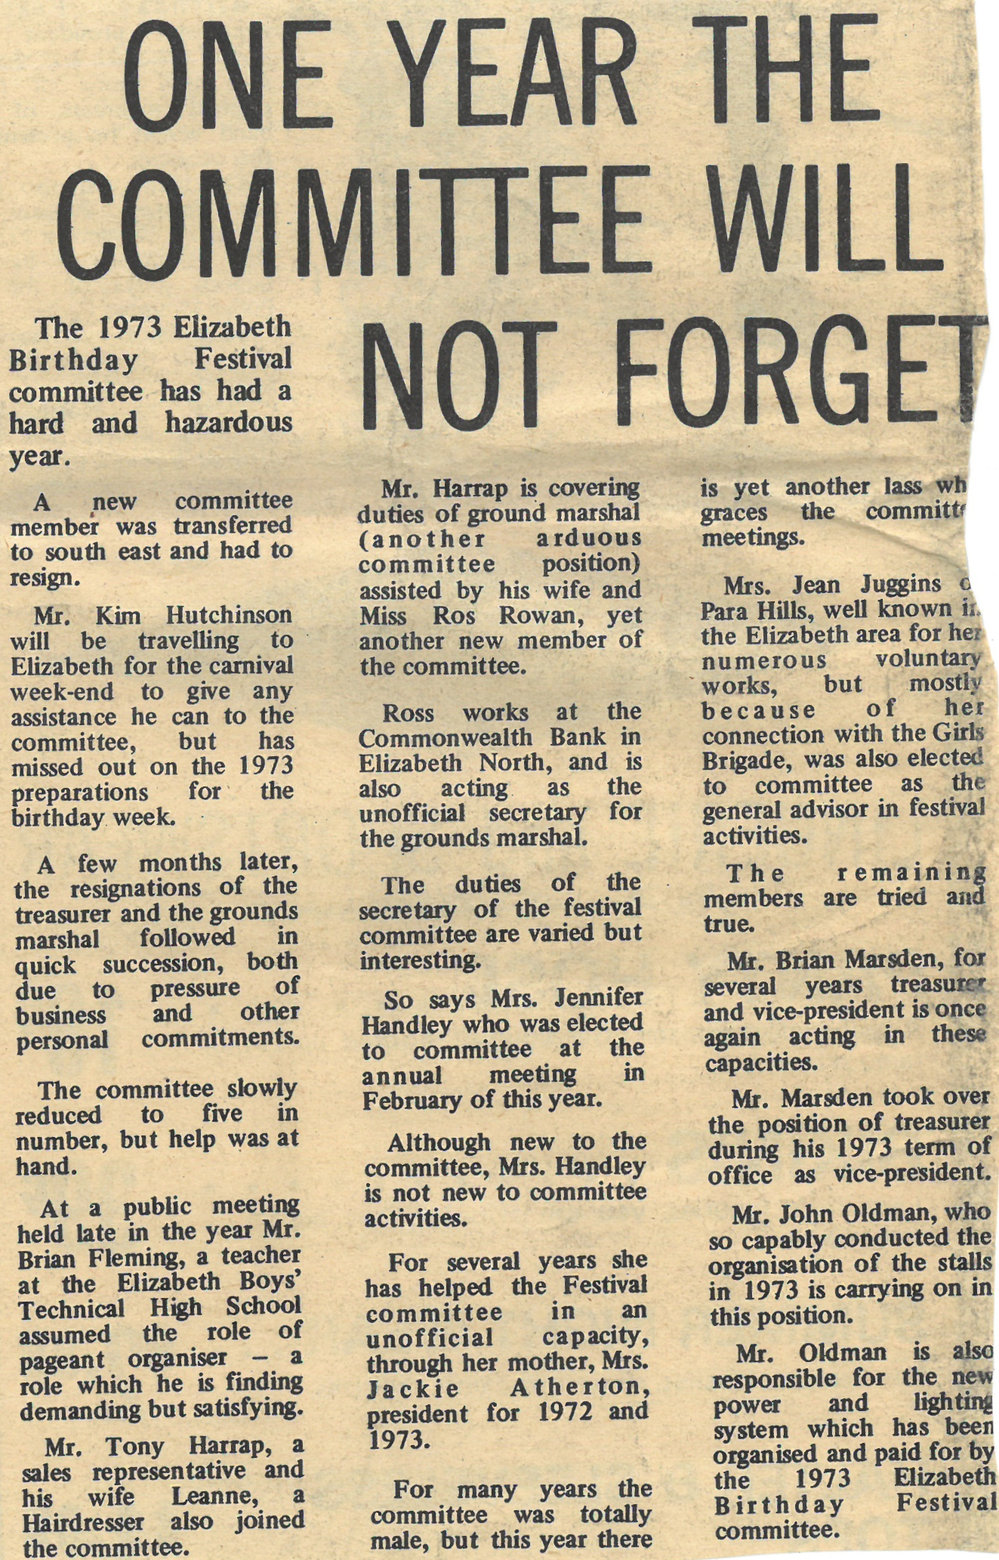 ONE YEAR THE
COMMITTEE WILL
NOT FORGET
The 1973 Elizabeth
Birthday Festival
committee has had a
hard and hazardous
year.
A new committee
member was transferred
to south east and had to
resign.
Mr. Kim Hutchinson
will be travelling to
Elizabeth for the carnival
week-end to give any
assistance he can to the
committee, but has
missed out on the 1973
preparations for the
birthday week.
A few months later,
the resignations of the
treasurer and the grounds
marshal followed in
quick succession, both
due to pressure of
business and other
personal commitments.
The committee slowly
reduced to five in
number, but help was at
hand.
At a public meeting
held late in the year Mr.
Brian Fleming, a teacher
at the Elizabeth Boys'
Technical High School
assumed the role of
pageant organiser — a
role which he is finding
demanding but satisfying.
Mr. Tony Harrap, a
sales representative and
his wife Leanne, a
Hairdresser also joined
the committee.
Mr. Harrap is covering
duties of ground marshal
(another arduous
committee position)
assisted by his wife and
Miss Ros Rowan, yet
another new member of
the committee.
Ross works at the
Commonwealth Bank in
Elizabeth North, and is
also acting as the
unofficial secretary for
the grounds marshal.
The duties of the
secretary of the festival
committee are varied but
interesting.
So says Mrs. Jennifer
Handley who was elected
to committee at the
annual meeting in
February of this year.
Although new to the
committee, Mrs. Handley
is not new to committee
activities.
For several years she
has helped the Festival
committee in an
unofficial capacity,
through her mother, Mrs.
Jackie Atherton,
president for 1972 and
1973.
For many years the
committee was totally
male, but this year there
is yet another lass wh
graces the committe
meetings.
Mrs. Jean Juggins o
Para Hills, well known in
the Elizabeth area for her
numerous voluntary
works, but mostly
because of her
connection with the Girls
Brigade, was also elected
to committee as the
general advisor in festival
activities.
The remaining
members are tried and
true.
Mr. Brian Marsden, for
several years treasurer
and vice-president is once
again acting in these
capacities.
Mr. Marsden took over
the position of treasurer
during his 1973 term of
office as vice-president.
Mr. John Oldman, who
so capably conducted the
organisation of the stalls
in 1973 is carrying on in
this position.
Mr. Oldman is also
responsible for the new
power and lighting
system which has been
organised and paid for by
the 1973 Elizabeth
Birthday Festival
committee.